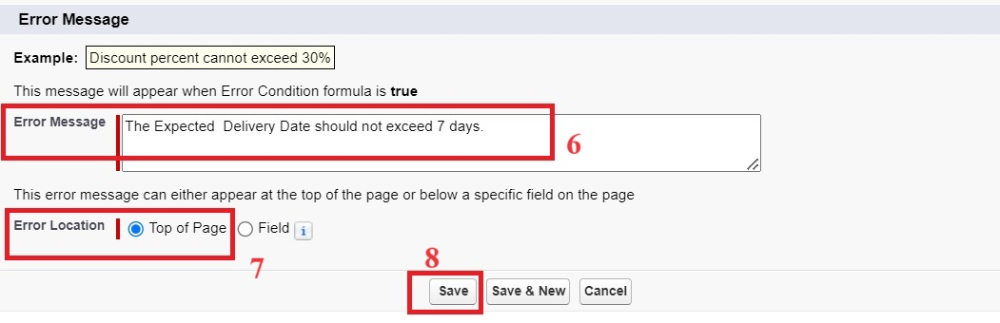 Error Message
Example: Discount percent cannot exceed 30%
This message will appear when Error Condition formula is true
Error Message The Expected  Delivery Date should not exceed 7 days.
6
This error message can either appear at the top of the page or below a specific field on the page
Error Location Top of Page Field i
7
8
Save Save & New Cancel